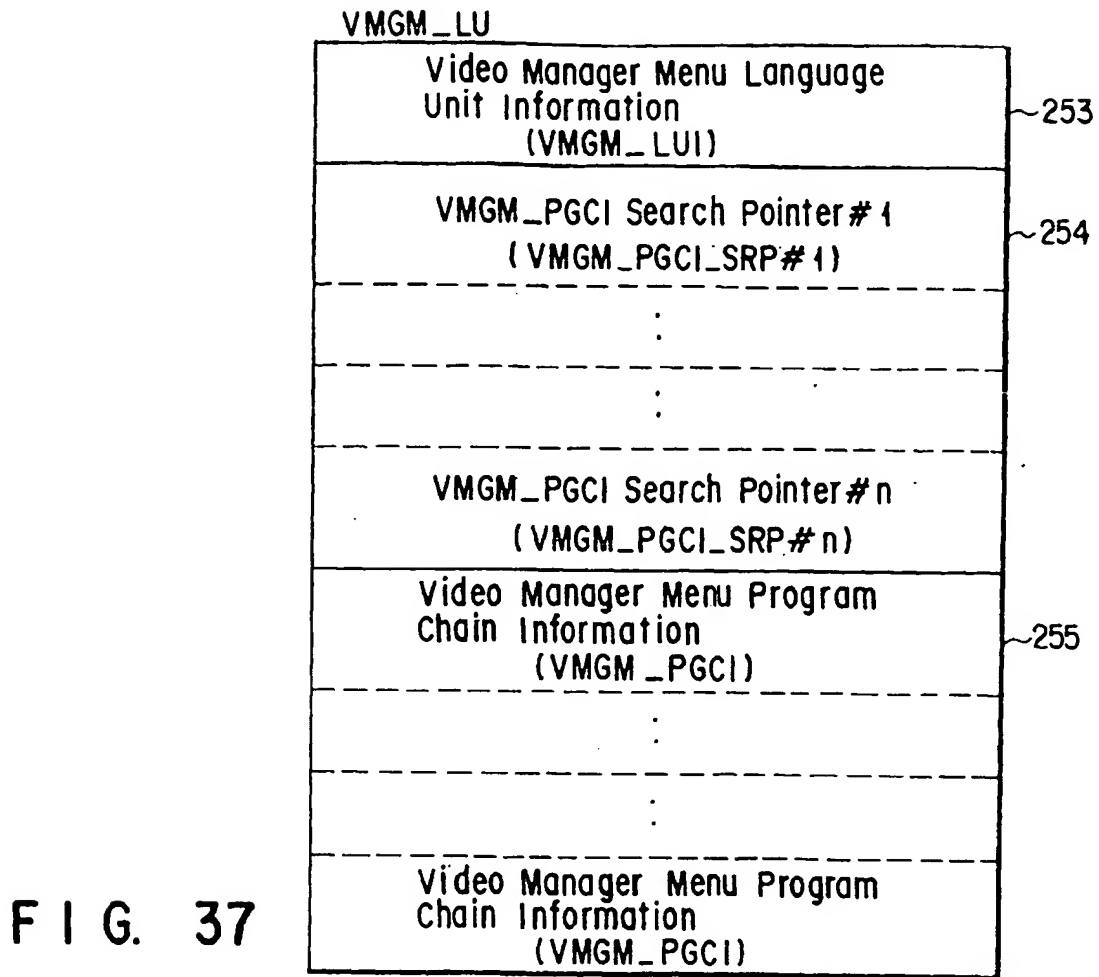 VMGM_LU
Video Manager Menu Language
Unit Information
(VMGM_LUI)
~253
VMGM_PGCI Search Pointer#1
(VMGM_PGCI_SRP#1)
~254
VMGM_PGCI Search Pointer#n
(VMGM_PGCI_SRP#n)
Video Manager Menu Program
Chain Information
(VMGM_PGCI)
~255
Video Manager Menu Program
Chain Information
(VMGM_PGCI)
FIG. 37